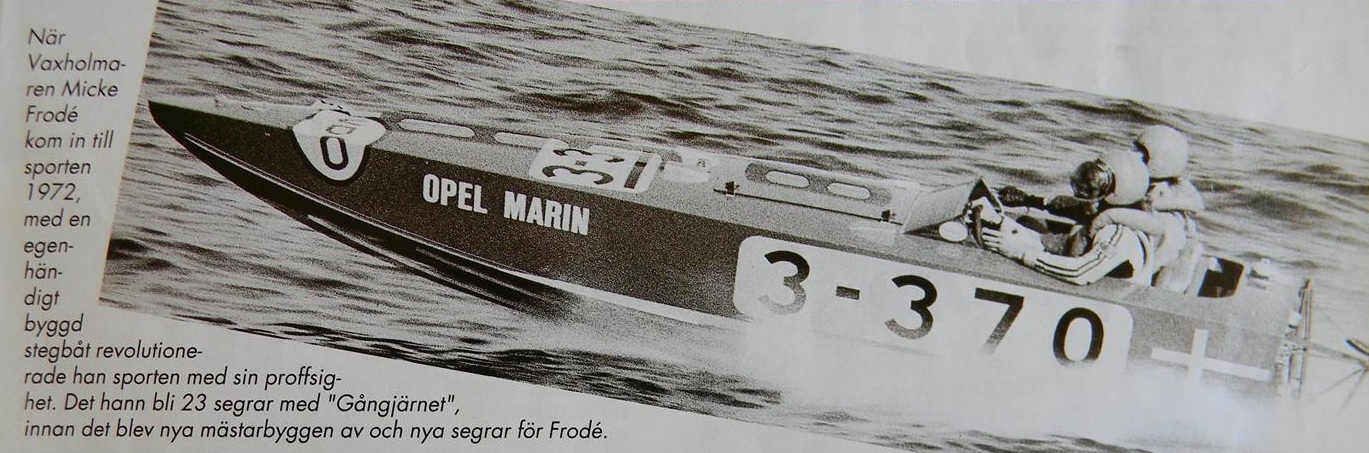 När
Vaxholma-
ren Micke
Frodé
kom in till
sporten
1972,
med en
egen-
hän-
digt
byggd
stegbåt revolutione-
rade han sporten med sin proffsig-
het. Det hann bli 23 segrar med "Gångjärnet",
innan det blev nya mästarbyggen av och nya segrar för Frodé.
8
0
OPEL MARIN
3-370